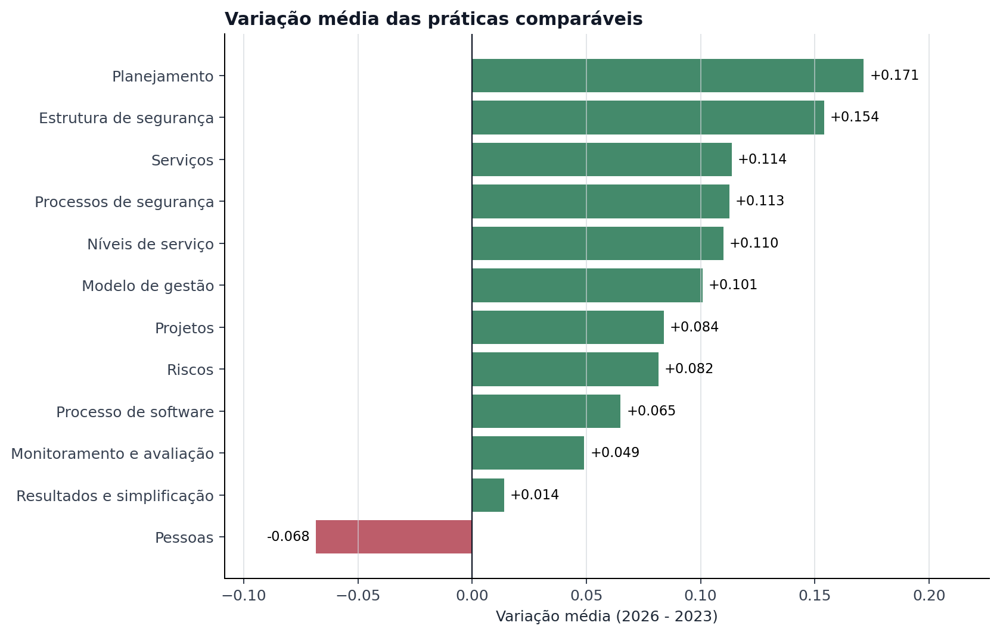 Variação média das práticas comparáveis
Planejamento +0.171
Estrutura de segurança +0.154
Serviços +0.114
Processos de segurança +0.113
Níveis de serviço +0.110
Modelo de gestão +0.101
Projetos +0.084
Riscos +0.082
Processo de software +0.065
Monitoramento e avaliação +0.049
Resultados e simplificação +0.014
Pessoas -0.068
−0.10 −0.05 0.00 0.05 0.10 0.15 0.20
Variação média (2026 - 2023)